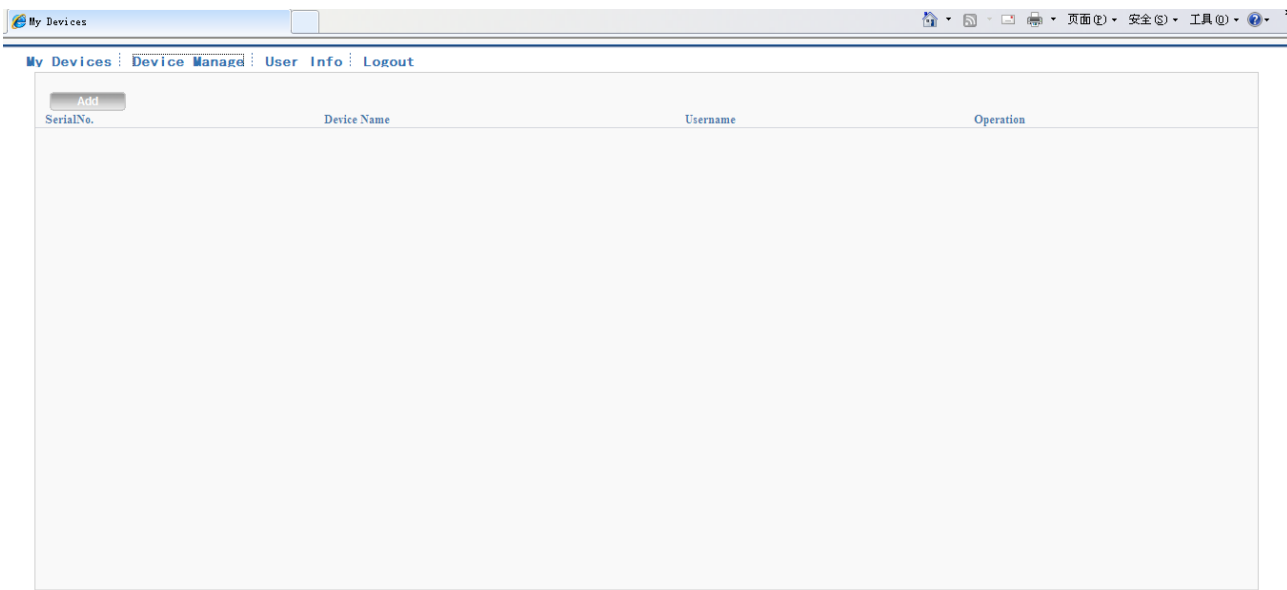 My Devices 页面(P) 安全(S) 工具(O)
My Devices Device Manage User Info Logout
Add
SerialNo. Device Name Username Operation